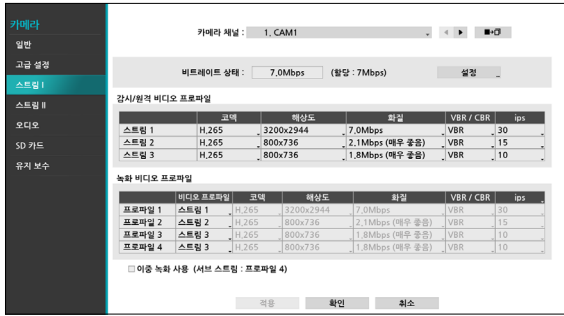 카메라
일반
고급 설정
스트림 I
스트림 II
오디오
SD 카드
유지 보수
카메라 채널 : 1, CAM1
비트레이트 상태 : 7.0Mbps (할당 : 7Mbps) 설정
감시/원격 비디오 프로파일
코덱 해상도 화질 VBR / CBR ips
스트림 1 H.265 3200x2944 7.0Mbps VBR 30
스트림 2 H.265 800x736 2.1Mbps (매우 좋음) VBR 15
스트림 3 H.265 800x736 1.8Mbps (매우 좋음) VBR 10
녹화 비디오 프로파일
비디오 프로파일 코덱 해상도 화질 VBR / CBR ips
프로파일 1 스트림 1 H.265 3200x2944 7.0Mbps VBR 30
프로파일 2 스트림 2 H.265 800x736 2.1Mbps (매우 좋음) VBR 15
프로파일 3 스트림 3 H.265 800x736 1.8Mbps (매우 좋음) VBR 10
프로파일 4 스트림 3 H.265 800x736 1.8Mbps (매우 좋음) VBR 10
이중 녹화 사용 (서브 스트림 : 프로파일 4)
적용 확인 취소